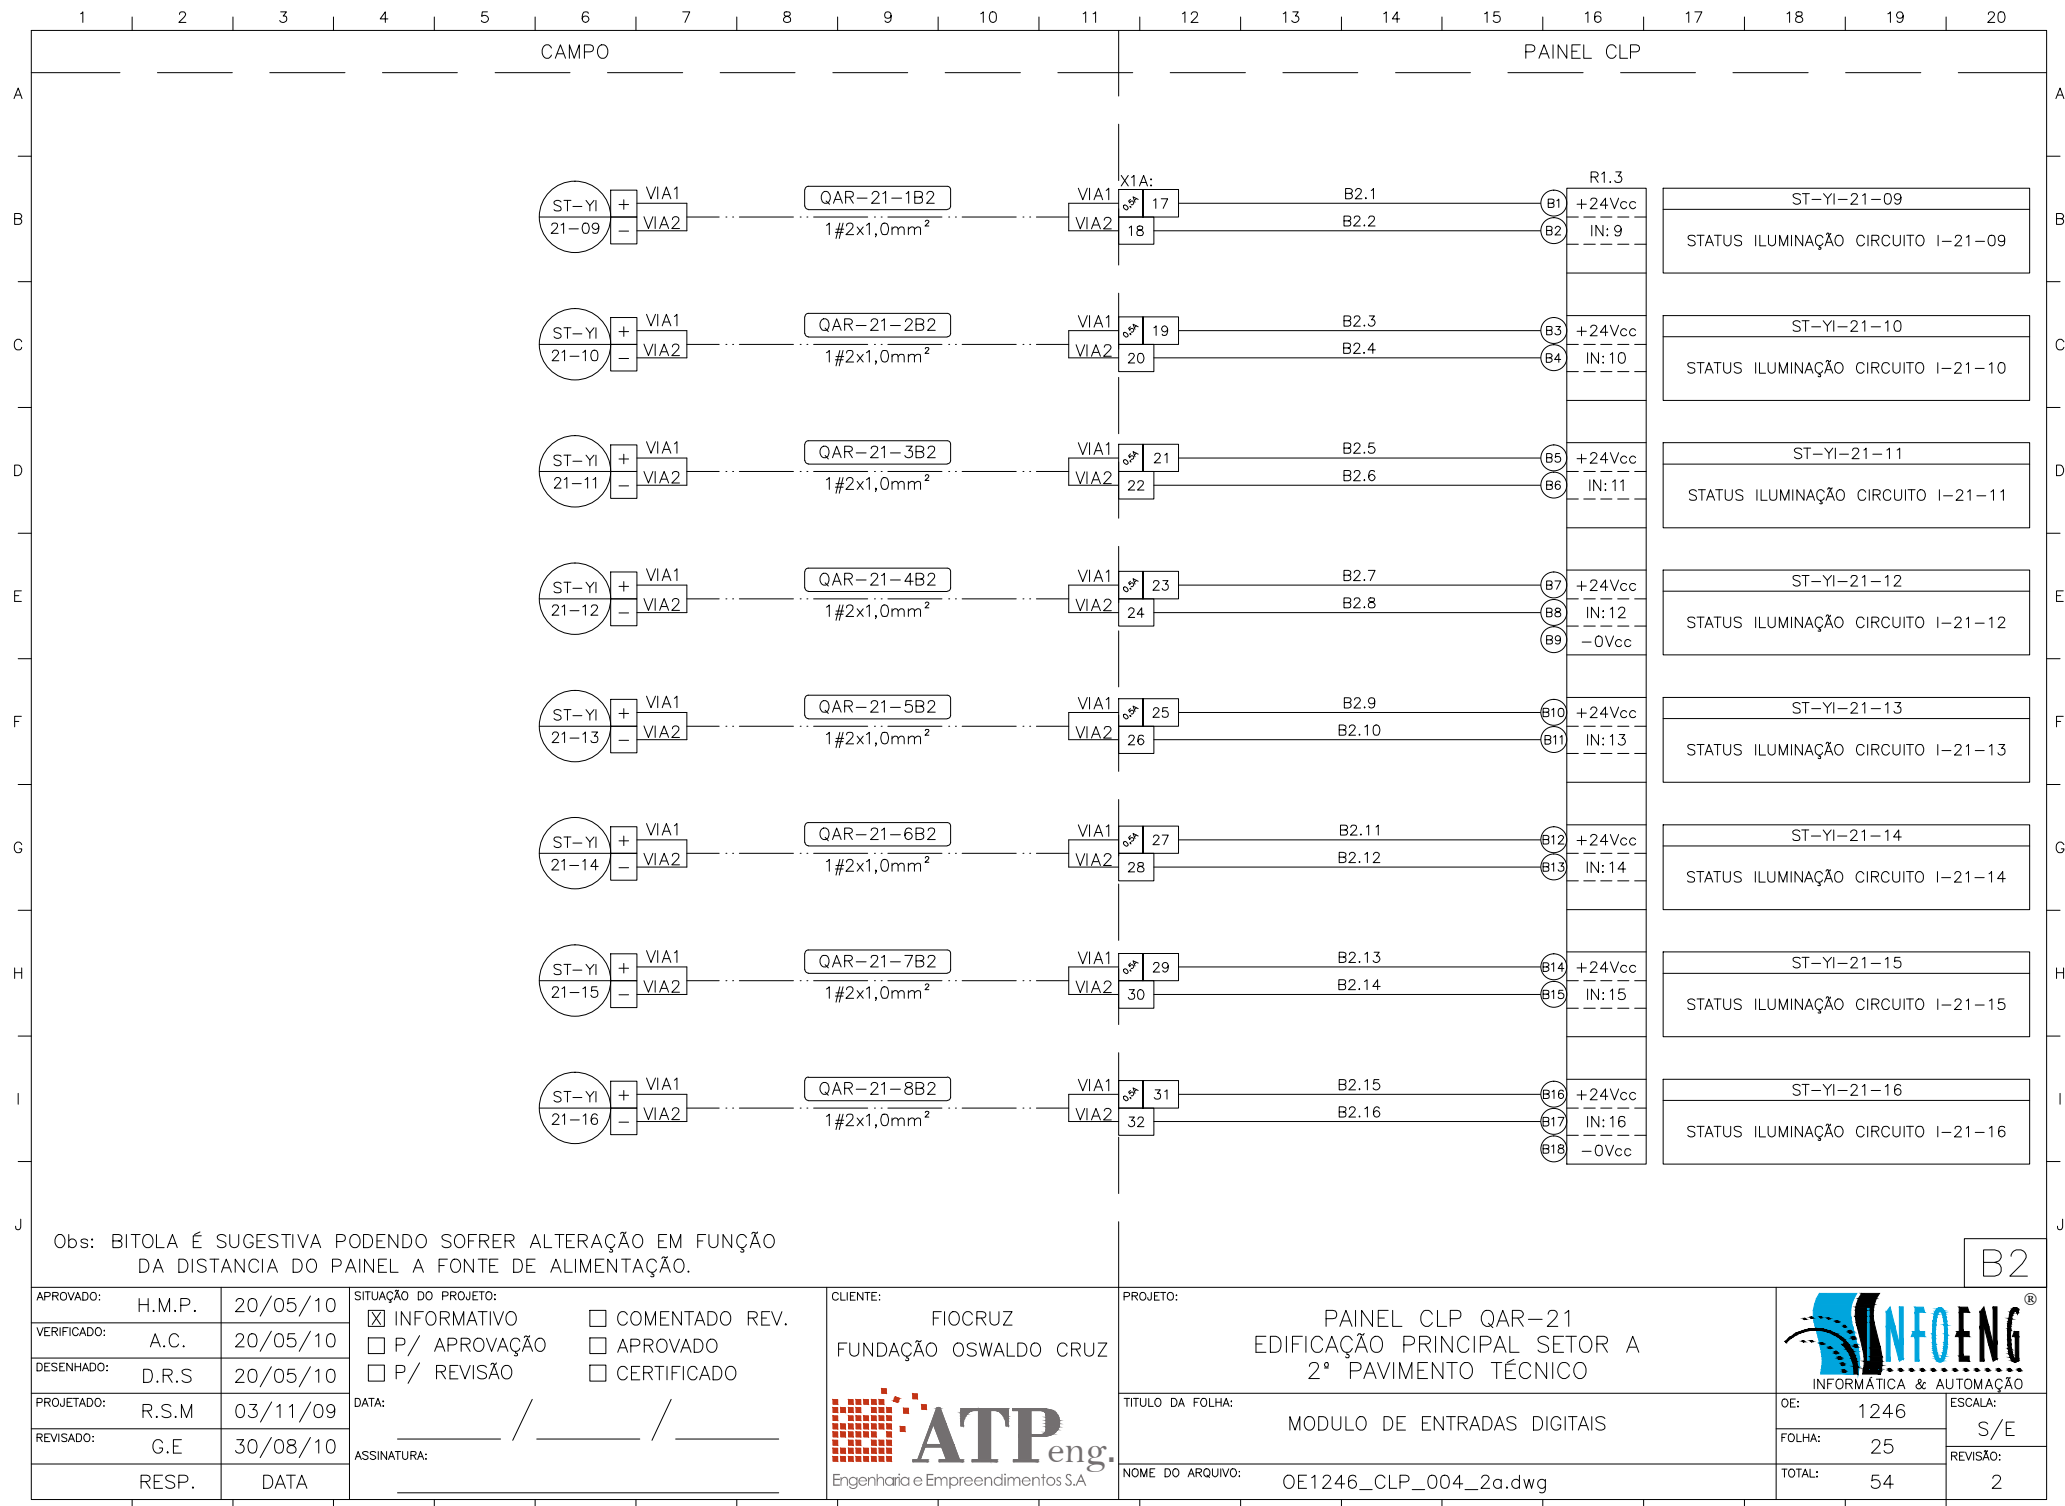 1 2 3 4 5 6 7 8 9 10 11 12 13 14 15 16 17 18 19 20
CAMPO
PAINEL CLP
A A
X1A:
R1.3
B B
ST-YI 21-09
+
-
VIA1
VIA2
QAR-21-1B2
1#2x1,0mm²
VIA1
VIA2
0,5A 17
18
B2.1
B2.2
B1 +24Vcc
B2 IN:9
ST-YI-21-09
STATUS ILUMINAÇÃO CIRCUITO I-21-09
C C
ST-YI 21-10
+
-
VIA1
VIA2
QAR-21-2B2
1#2x1,0mm²
VIA1
VIA2
0,5A 19
20
B2.3
B2.4
B3 +24Vcc
B4 IN:10
ST-YI-21-10
STATUS ILUMINAÇÃO CIRCUITO I-21-10
D D
ST-YI 21-11
+
-
VIA1
VIA2
QAR-21-3B2
1#2x1,0mm²
VIA1
VIA2
0,5A 21
22
B2.5
B2.6
B5 +24Vcc
B6 IN:11
ST-YI-21-11
STATUS ILUMINAÇÃO CIRCUITO I-21-11
E E
ST-YI 21-12
+
-
VIA1
VIA2
QAR-21-4B2
1#2x1,0mm²
VIA1
VIA2
0,5A 23
24
B2.7
B2.8
B7 +24Vcc
B8 IN:12
B9 -0Vcc
ST-YI-21-12
STATUS ILUMINAÇÃO CIRCUITO I-21-12
F F
ST-YI 21-13
+
-
VIA1
VIA2
QAR-21-5B2
1#2x1,0mm²
VIA1
VIA2
0,5A 25
26
B2.9
B2.10
B10 +24Vcc
B11 IN:13
ST-YI-21-13
STATUS ILUMINAÇÃO CIRCUITO I-21-13
G G
ST-YI 21-14
+
-
VIA1
VIA2
QAR-21-6B2
1#2x1,0mm²
VIA1
VIA2
0,5A 27
28
B2.11
B2.12
B12 +24Vcc
B13 IN:14
ST-YI-21-14
STATUS ILUMINAÇÃO CIRCUITO I-21-14
H H
ST-YI 21-15
+
-
VIA1
VIA2
QAR-21-7B2
1#2x1,0mm²
VIA1
VIA2
0,5A 29
30
B2.13
B2.14
B14 +24Vcc
B15 IN:15
ST-YI-21-15
STATUS ILUMINAÇÃO CIRCUITO I-21-15
I I
ST-YI 21-16
+
-
VIA1
VIA2
QAR-21-8B2
1#2x1,0mm²
VIA1
VIA2
0,5A 31
32
B2.15
B2.16
B16 +24Vcc
B17 IN:16
B18 -0Vcc
ST-YI-21-16
STATUS ILUMINAÇÃO CIRCUITO I-21-16
J J
Obs: BITOLA É SUGESTIVA PODENDO SOFRER ALTERAÇÃO EM FUNÇÃO
DA DISTANCIA DO PAINEL A FONTE DE ALIMENTAÇÃO.
B2
APROVADO: H.M.P. 20/05/10
VERIFICADO: A.C. 20/05/10
DESENHADO: D.R.S 20/05/10
PROJETADO: R.S.M 03/11/09
REVISADO: G.E 30/08/10
RESP. DATA
SITUAÇÃO DO PROJETO:
X INFORMATIVO
COMENTADO REV.
P/ APROVAÇÃO
APROVADO
P/ REVISÃO
CERTIFICADO
DATA: / /
ASSINATURA:
CLIENTE:
FIOCRUZ
FUNDAÇÃO OSWALDO CRUZ
ATPeng.
Engenharia e Empreendimentos S.A
PROJETO:
PAINEL CLP QAR-21
EDIFICAÇÃO PRINCIPAL SETOR A
2º PAVIMENTO TÉCNICO
TITULO DA FOLHA:
MODULO DE ENTRADAS DIGITAIS
NOME DO ARQUIVO: OE1246_CLP_004_2a.dwg
INFOENG ®
INFORMÁTICA & AUTOMAÇÃO
OE: 1246
ESCALA: S/E
FOLHA: 25
REVISÃO: 2
TOTAL: 54